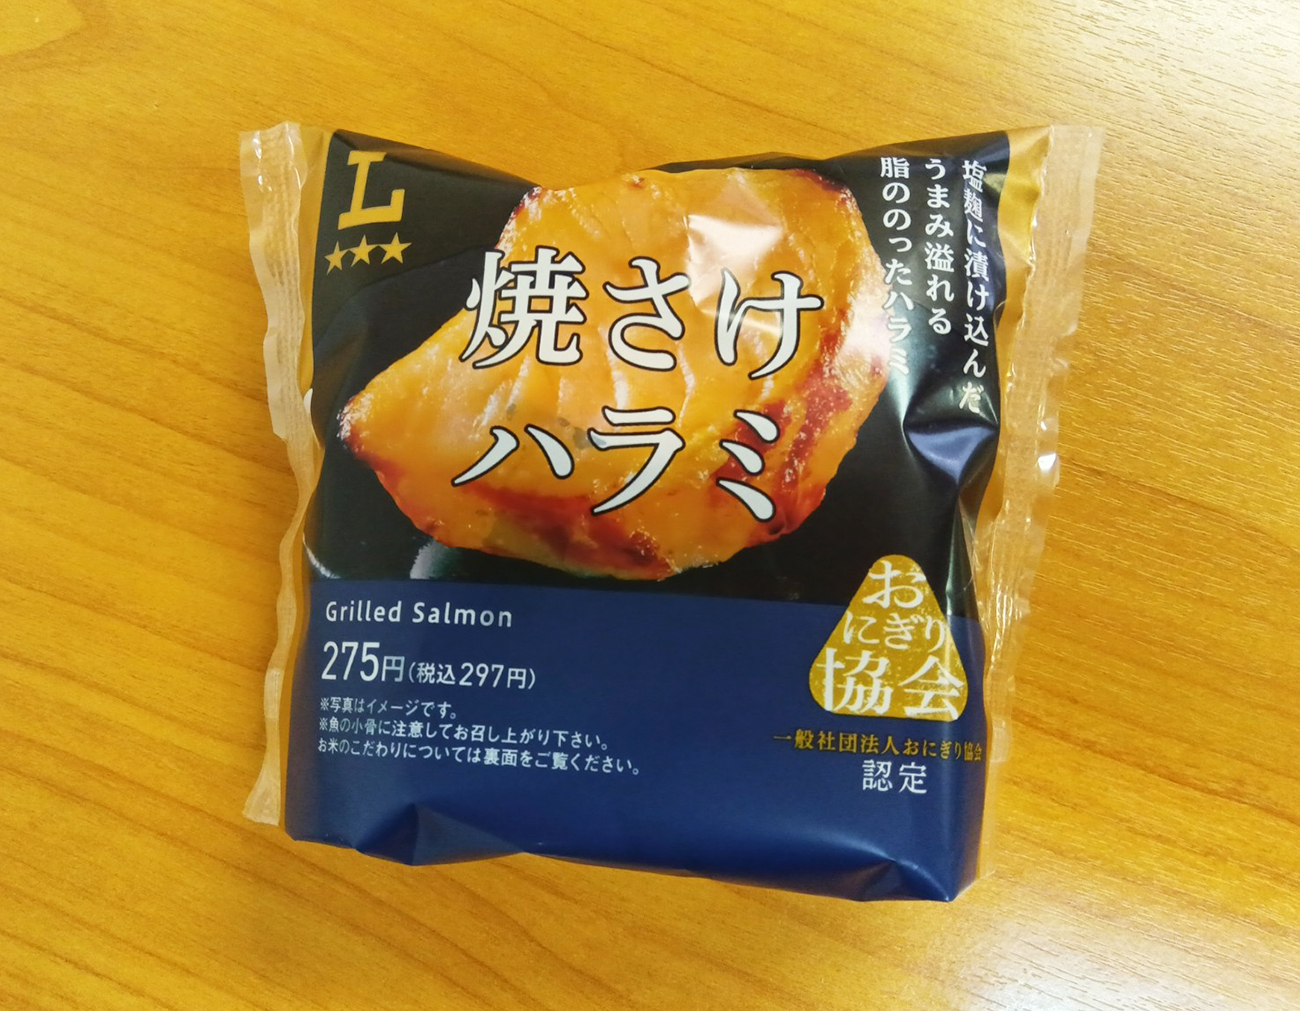 L
★★★
塩麹に漬け込んだ
うまみ溢れる
脂ののったハラミ
焼さけ
ハラミ
Grilled Salmon
275円(税込297円)
※写真はイメージです。
※魚の小骨に注意してお召し上がり下さい。
お米のこだわりについては裏面をご覧ください。
お
にぎり
協会
一般社団法人おにぎり協会
認定